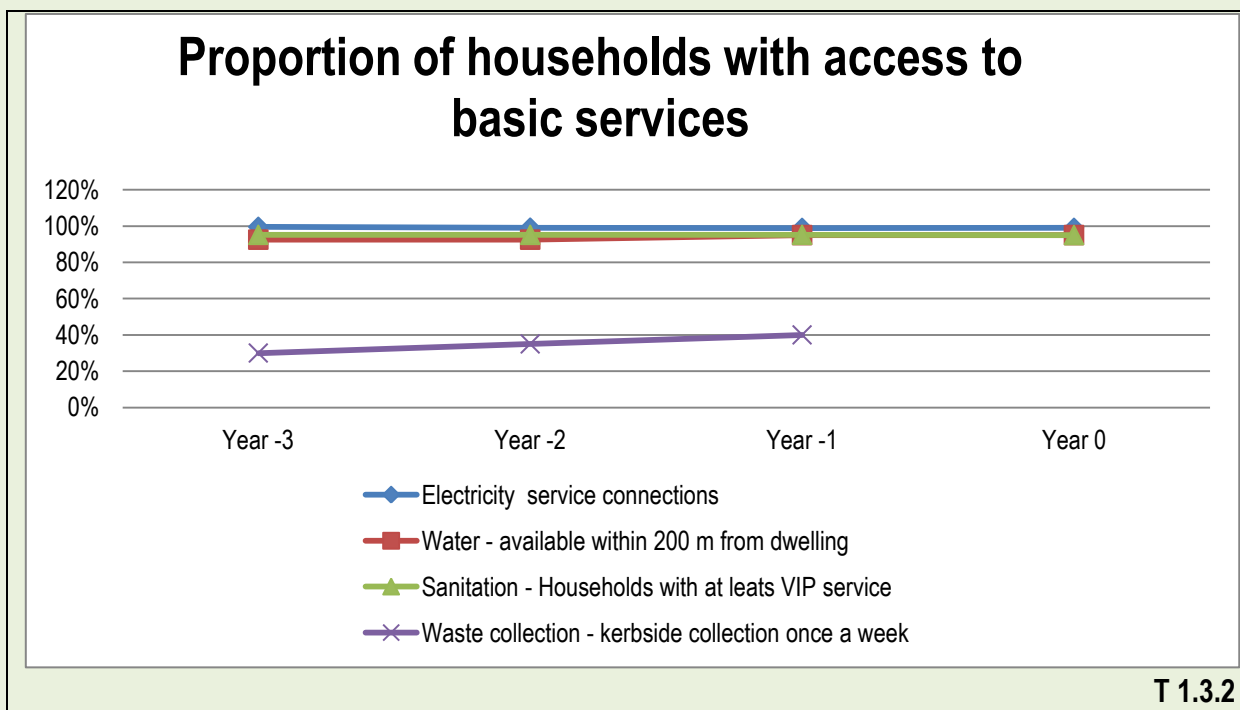 Proportion of households with access to
basic services
120%
100%
80%
60%
40%
20%
0%
Year -3 Year -2 Year -1 Year 0
Electricity service connections
Water - available within 200 m from dwelling
Sanitation - Households with at leats VIP service
Waste collection - kerbside collection once a week
T 1.3.2